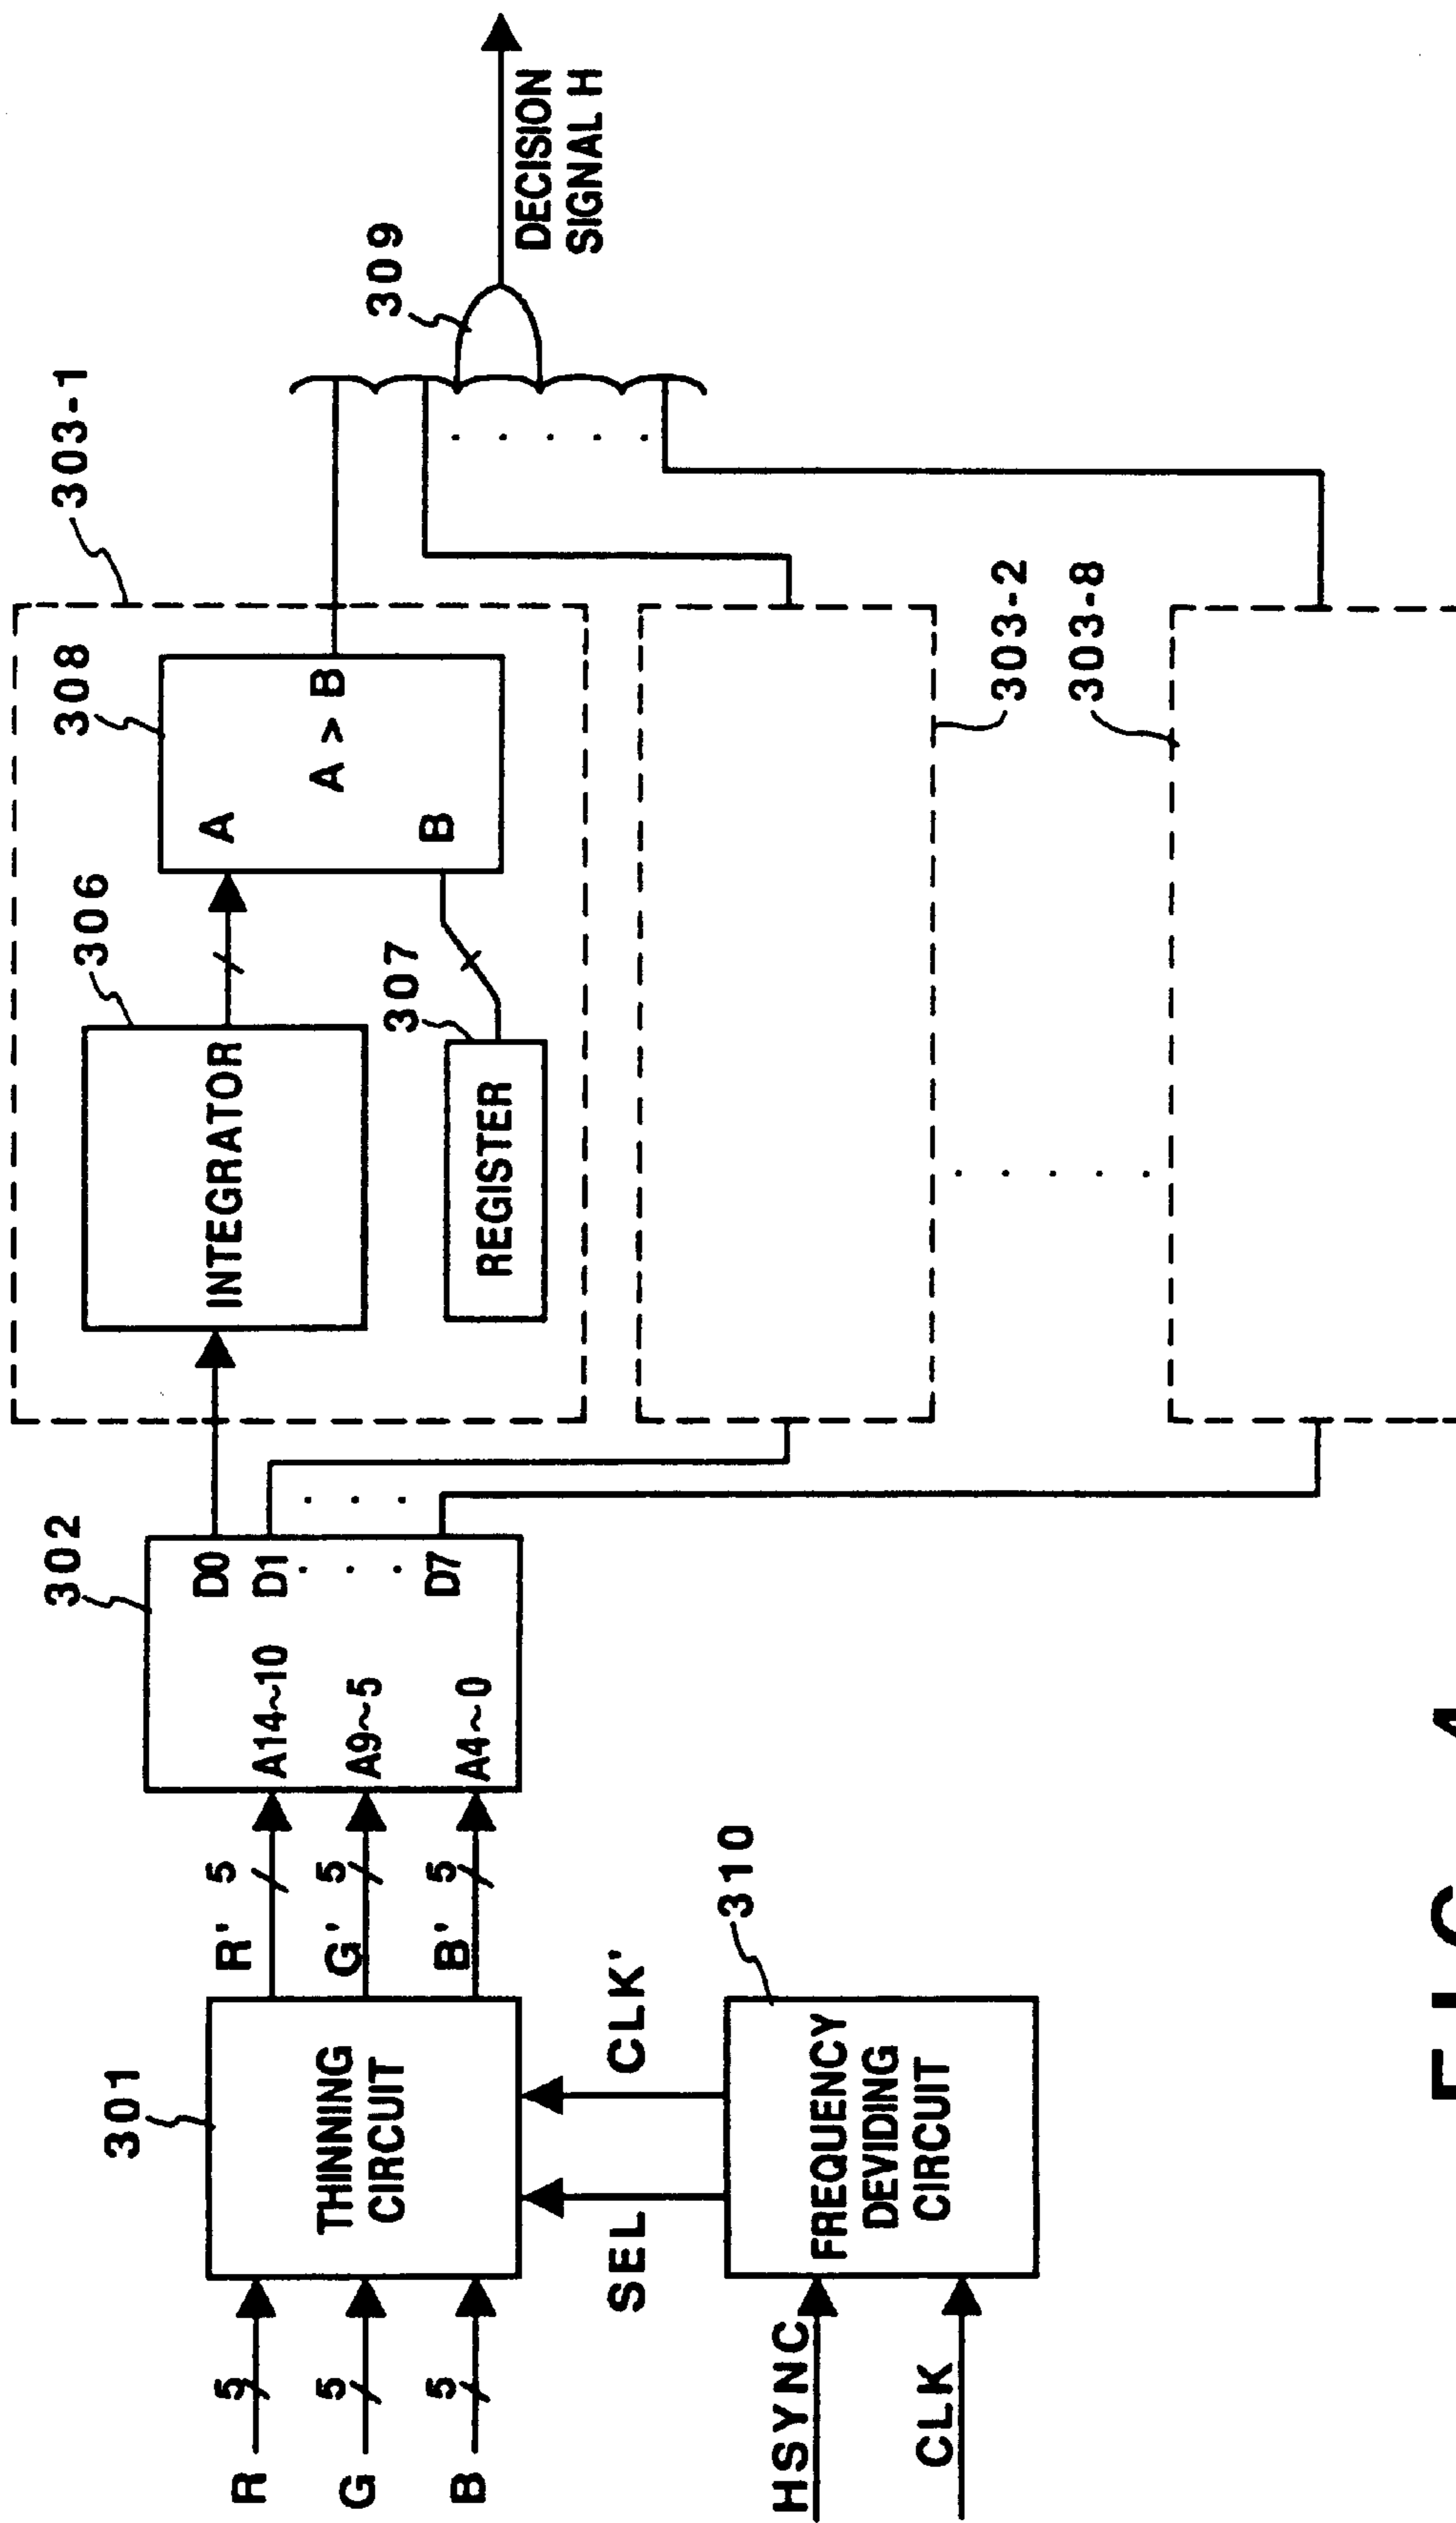 303-1
308
306
302
309
A
A > B
B
DECISION
SIGNAL H
INTEGRATOR
307
REGISTER
D0
D1
D7
A14~10
A9~5
A4~0
R' 5
G' 5
B' 5
301
THINNING
CIRCUIT
R 5
G 5
B 5
SEL
CLK'
310
FREQUENCY
DEVIDING
CIRCUIT
HSYNC
CLK
303-2
303-8